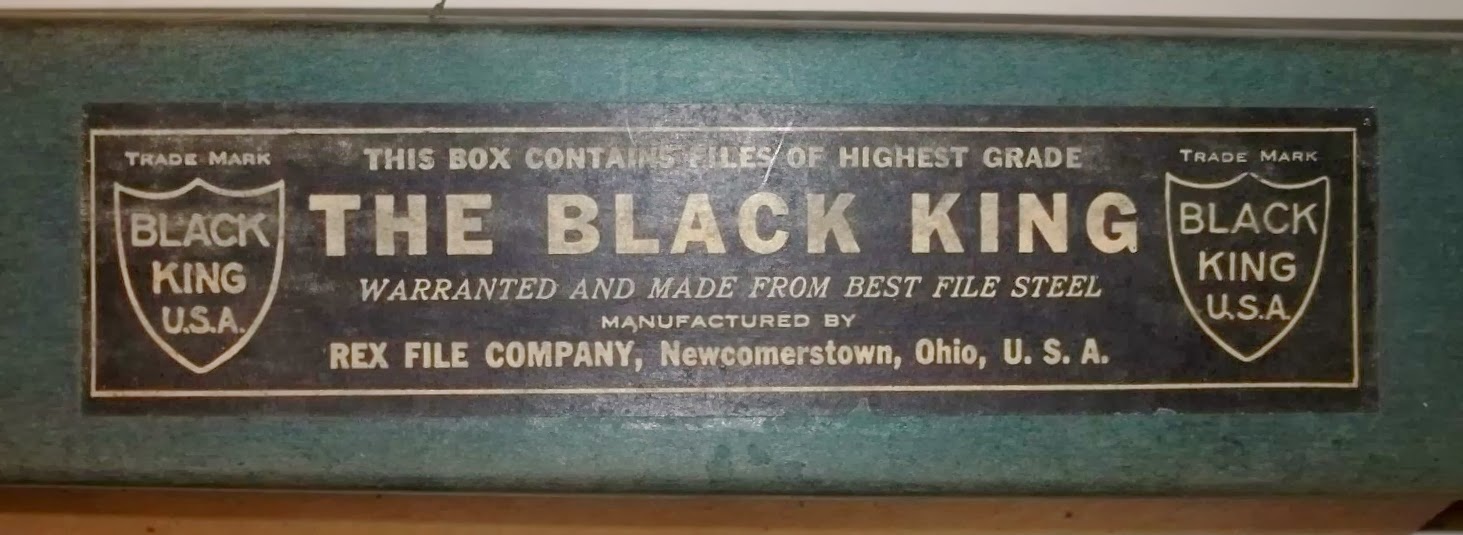 TRADE MARK
BLACK
KING
U.S.A.
THIS BOX CONTAINS FILES OF HIGHEST GRADE
THE BLACK KING
WARRANTED AND MADE FROM BEST FILE STEEL
MANUFACTURED BY
REX FILE COMPANY, Newcomerstown, Ohio, U. S. A.
TRADE MARK
BLACK
KING
U.S.A.